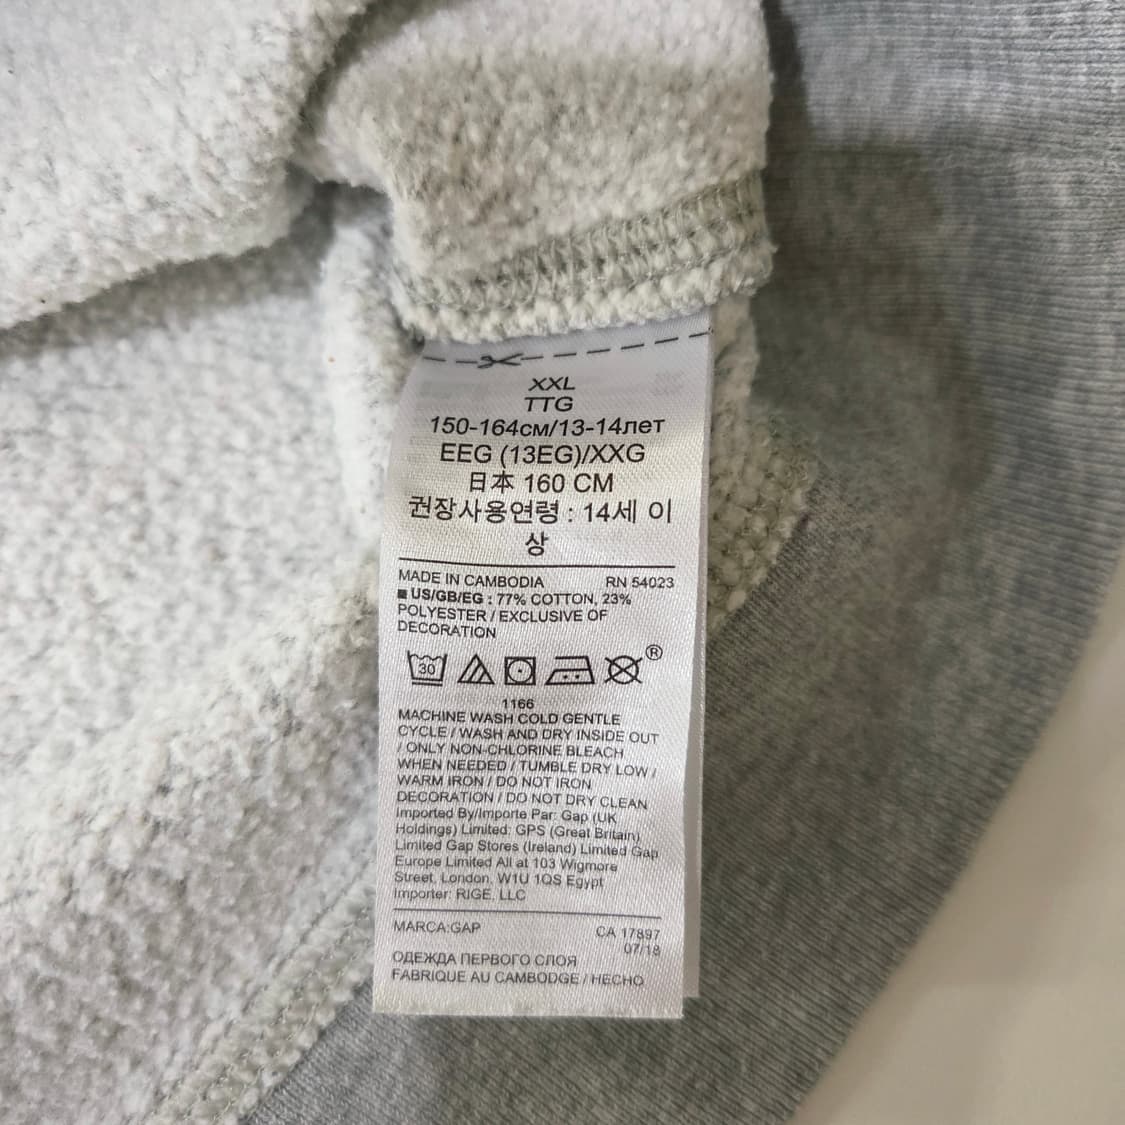 XXL
TTG
150-164см/13-14лет
EEG (13EG)/XXG
日本 160 CM
권장사용연령 : 14세 이
상
MADE IN CAMBODIA RN 54023
■ US/GB/EG : 77% COTTON, 23%
POLYESTER / EXCLUSIVE OF
DECORATION
30 ®
1166
MACHINE WASH COLD GENTLE
CYCLE / WASH AND DRY INSIDE OUT
/ ONLY NON-CHLORINE BLEACH
WHEN NEEDED / TUMBLE DRY LOW /
WARM IRON / DO NOT IRON
DECORATION / DO NOT DRY CLEAN
Imported By/Importe Par: Gap (UK
Holdings) Limited: GPS (Great Britain)
Limited Gap Stores (Ireland) Limited Gap
Europe Limited All at 103 Wigmore
Street, London. W1U 1QS Egypt
Importer: RIGE. LLC
MARCA:GAP CA 17897
07/18
ОДЕЖДА ПЕРВОГО СЛОЯ
FABRIQUE AU CAMBODGE / HECHO